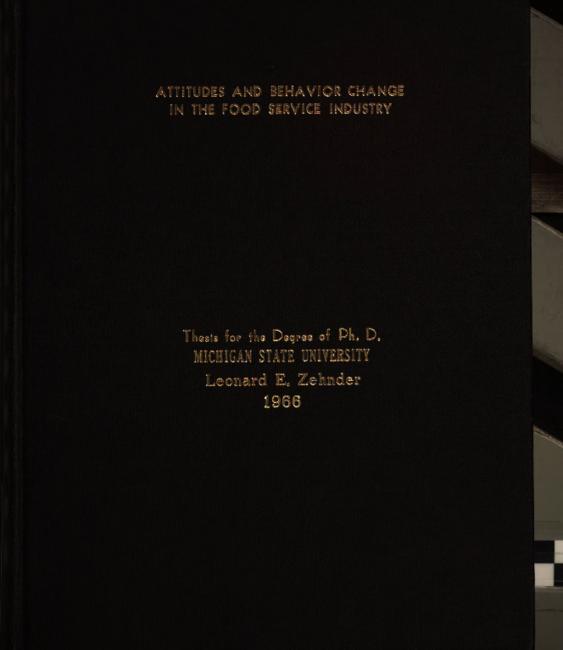 ATTITUDES AND BEHAVIOR CHANGE
IN THE FOOD SERVICE INDUSTRY
Thesis for the Degree of Ph. D.
MICHIGAN STATE UNIVERSITY
Leonard E. Zehnder
1966